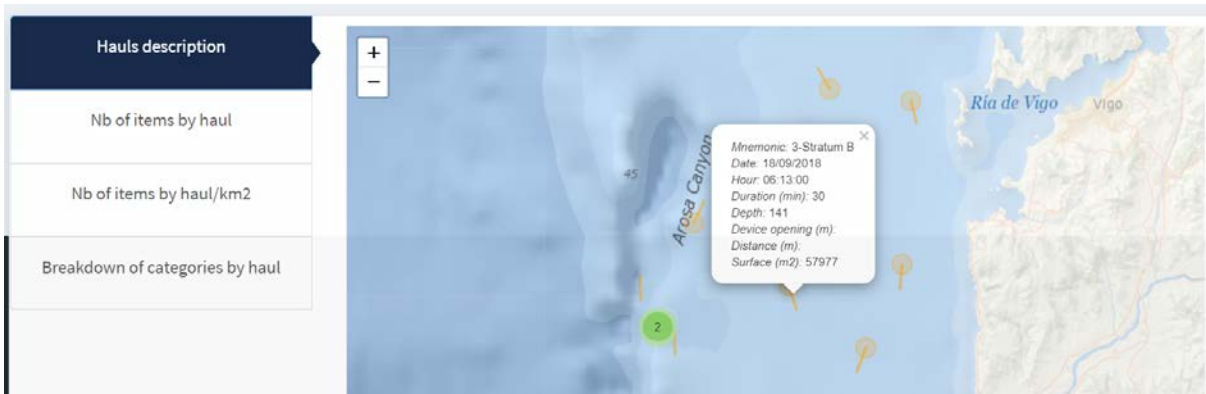 Hauls description
Nb of items by haul
Nb of items by haul/km2
Breakdown of categories by haul
+
−
45
Arosa Canyon
Mnemonic: 3-Stratum B
Date: 18/09/2018
Hour: 06:13:00
Duration (min): 30
Depth: 141
Device opening (m):
Distance (m):
Surface (m2): 57977
×
2
Ría de Vigo
Vigo